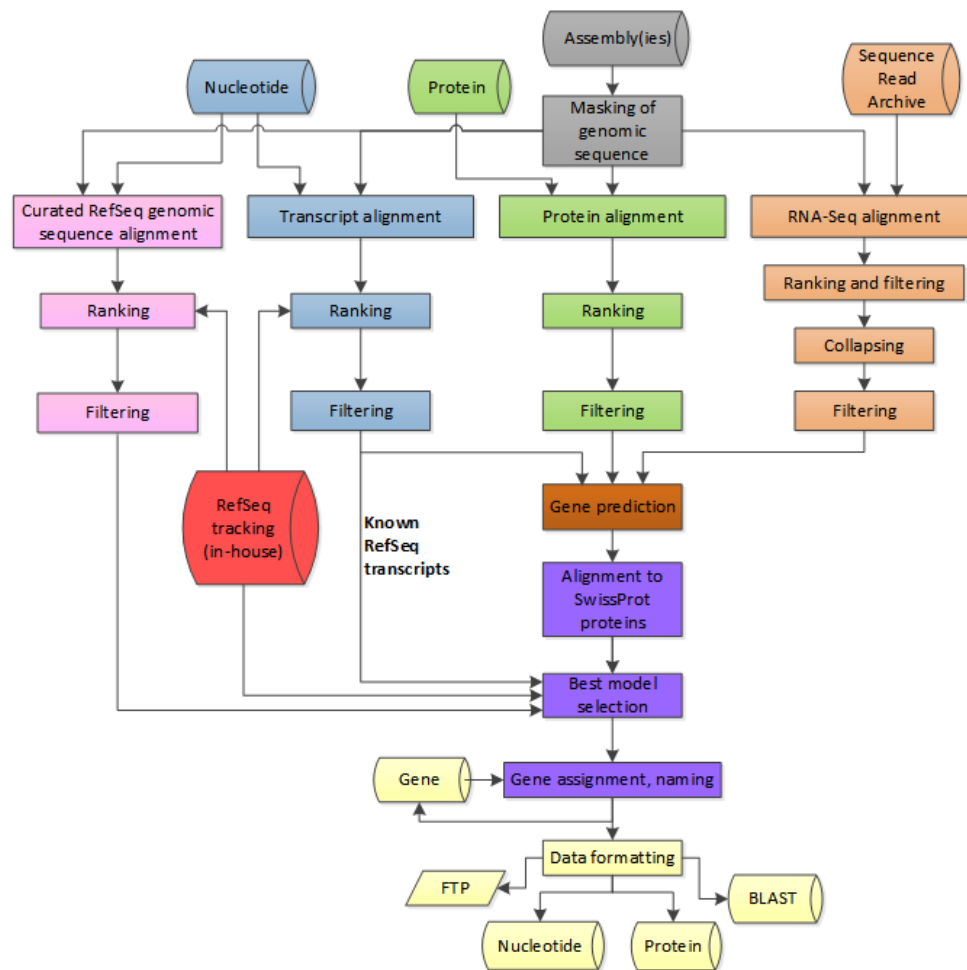 Assembly(ies)
Nucleotide
Protein
Sequence
Read
Archive
Masking of
genomic
sequence
Curated RefSeq genomic
sequence alignment
Transcript alignment
Protein alignment
RNA-Seq alignment
Ranking
Ranking
Ranking
Ranking and filtering
Collapsing
Filtering
Filtering
Filtering
Filtering
RefSeq
tracking
(in-house)
Known
RefSeq
transcripts
Gene prediction
Alignment to
SwissProt
proteins
Best model
selection
Gene
Gene assignment, naming
Data formatting
FTP
BLAST
Nucleotide
Protein